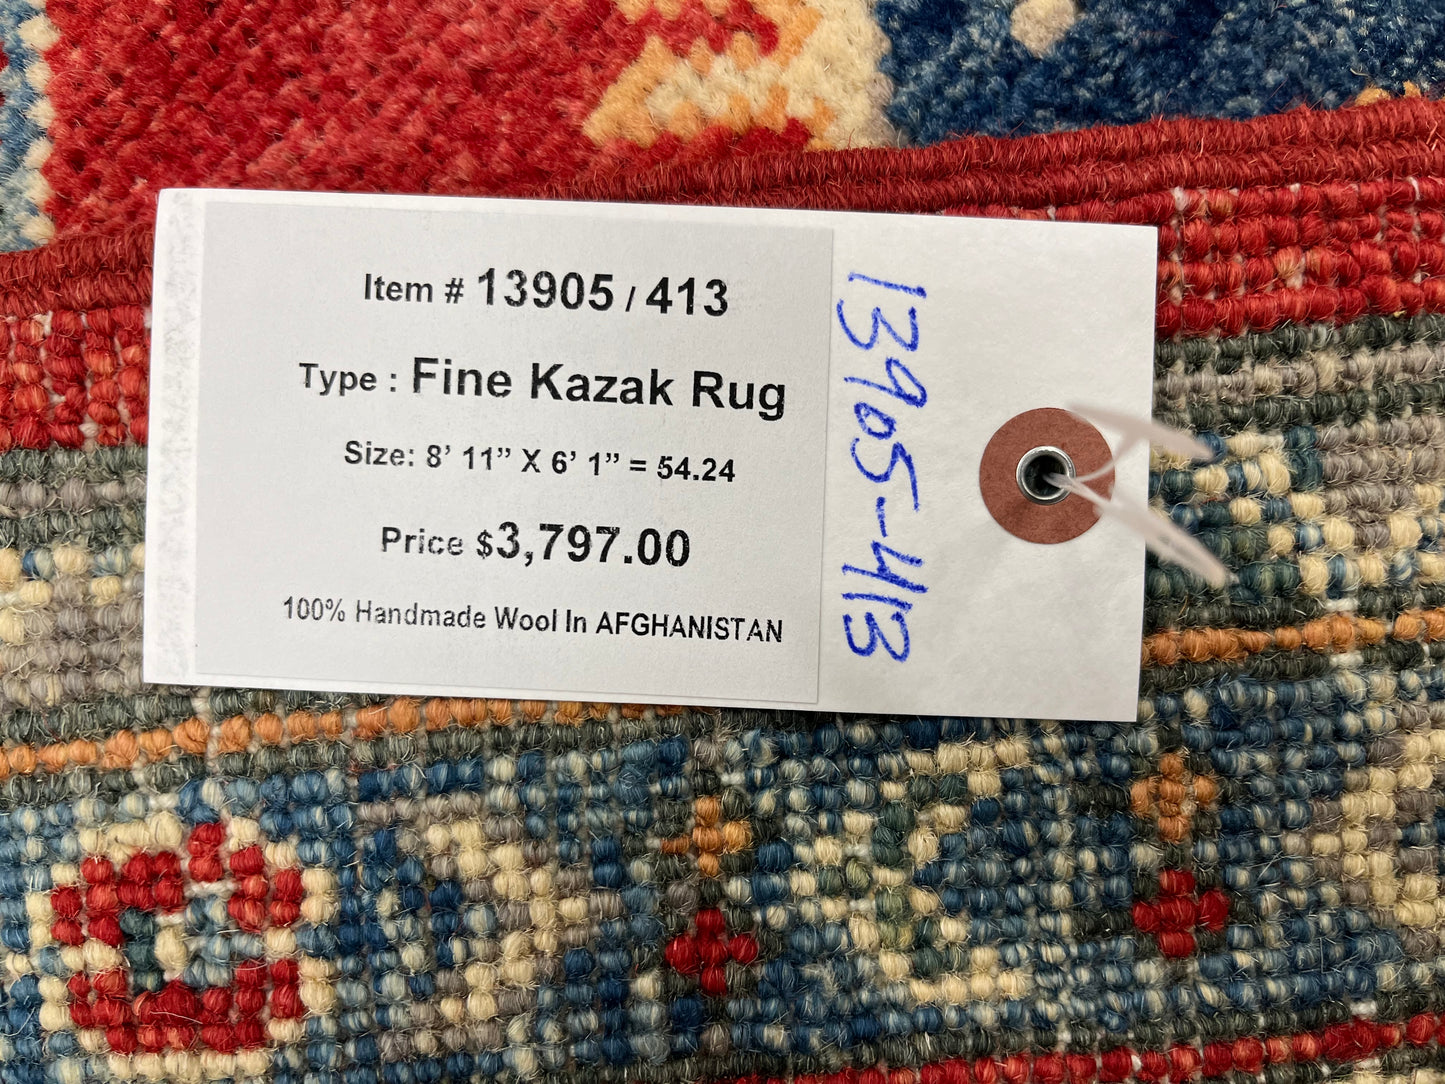 Item # 13905 / 413
Type : Fine Kazak Rug
Size: 8’ 11” X 6’ 1” = 54.24
Price $3,797.00
100% Handmade Wool In AFGHANISTAN
13905-413